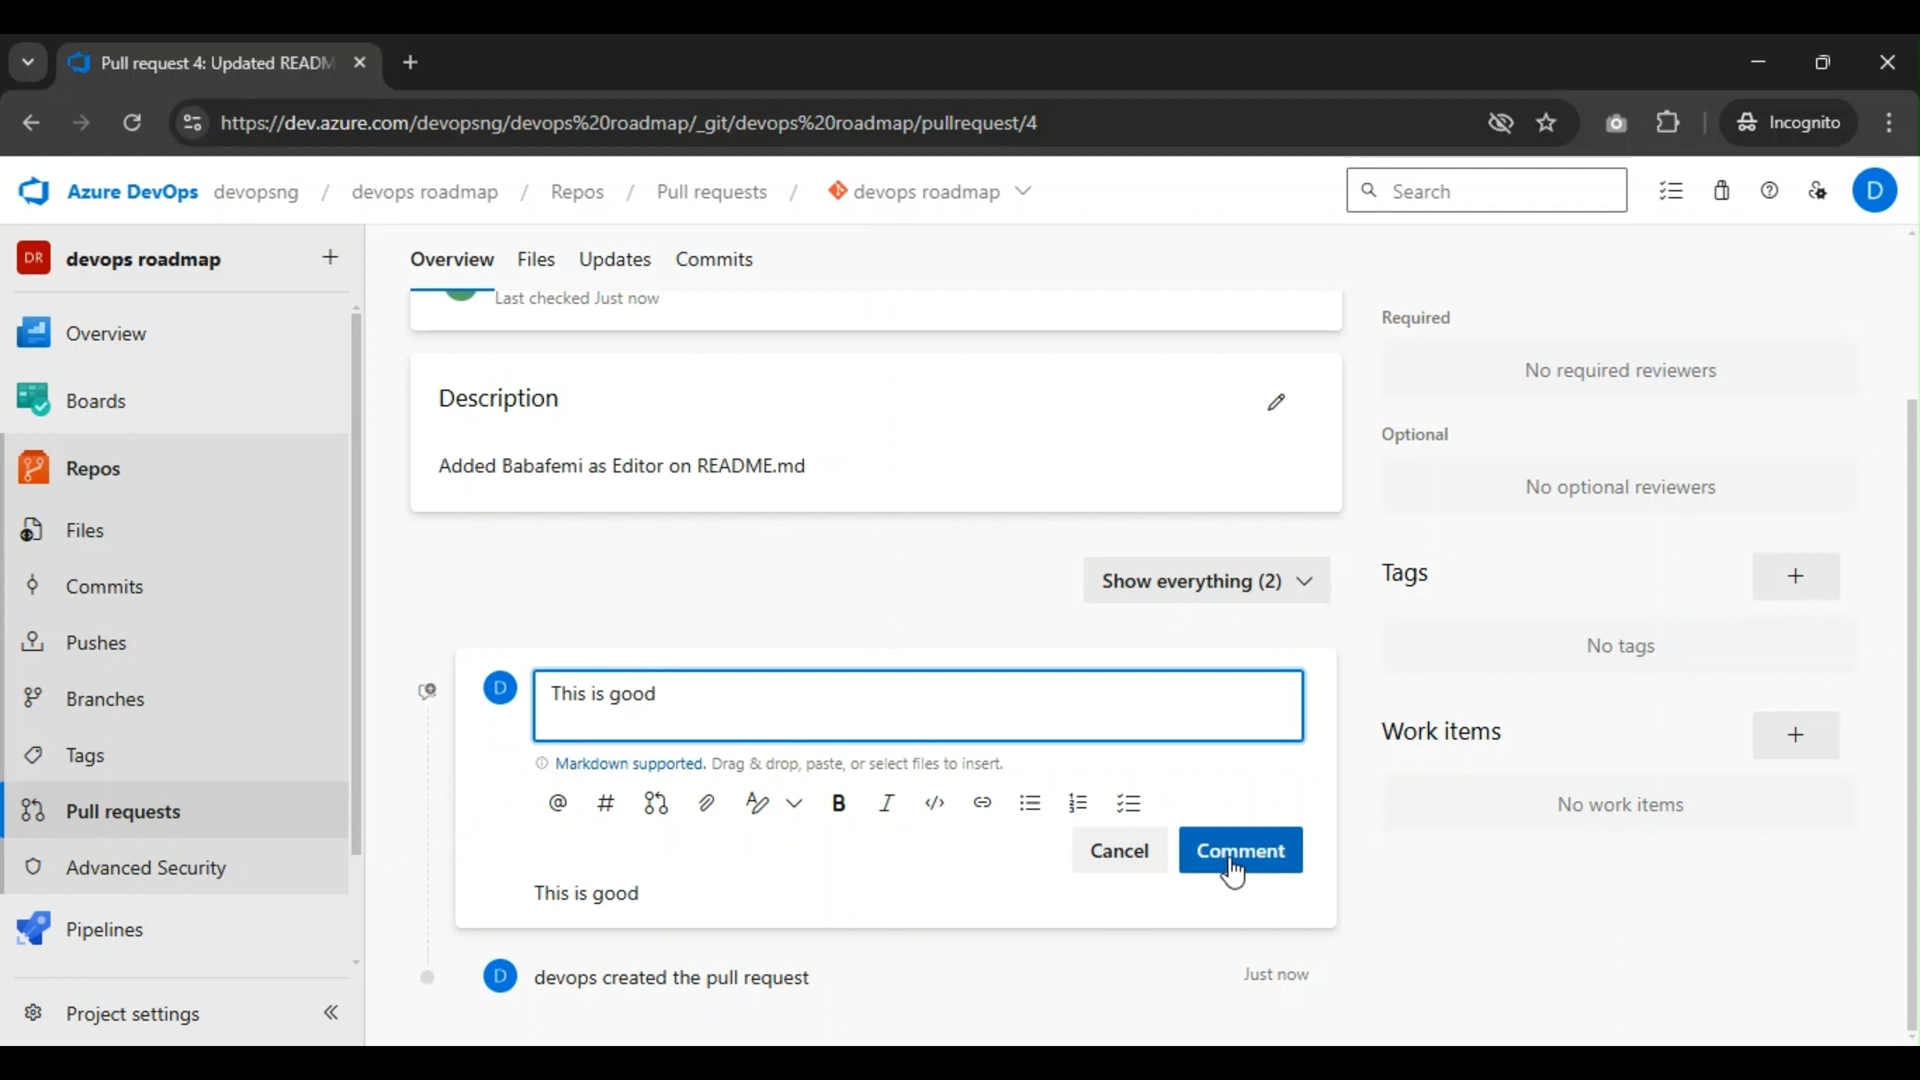 Pull request 4: Updated READM
https://dev.azure.com/devopsng/devops%20roadmap/_git/devops%20roadmap/pullrequest/4
Incognito
Azure DevOps devopsng / devops roadmap / Repos / Pull requests / devops roadmap
Search
D
DR devops roadmap
Overview
Boards
Repos
Files
Commits
Pushes
Branches
Tags
Pull requests
Advanced Security
Pipelines
Project settings
Overview Files Updates Commits
Last checked Just now
Description
Added Babafemi as Editor on README.md
Show everything (2)
D This is good
Markdown supported. Drag & drop, paste, or select files to insert.
@ # B I
Cancel Comment
This is good
D devops created the pull request Just now
Required
No required reviewers
Optional
No optional reviewers
Tags
No tags
Work items
No work items